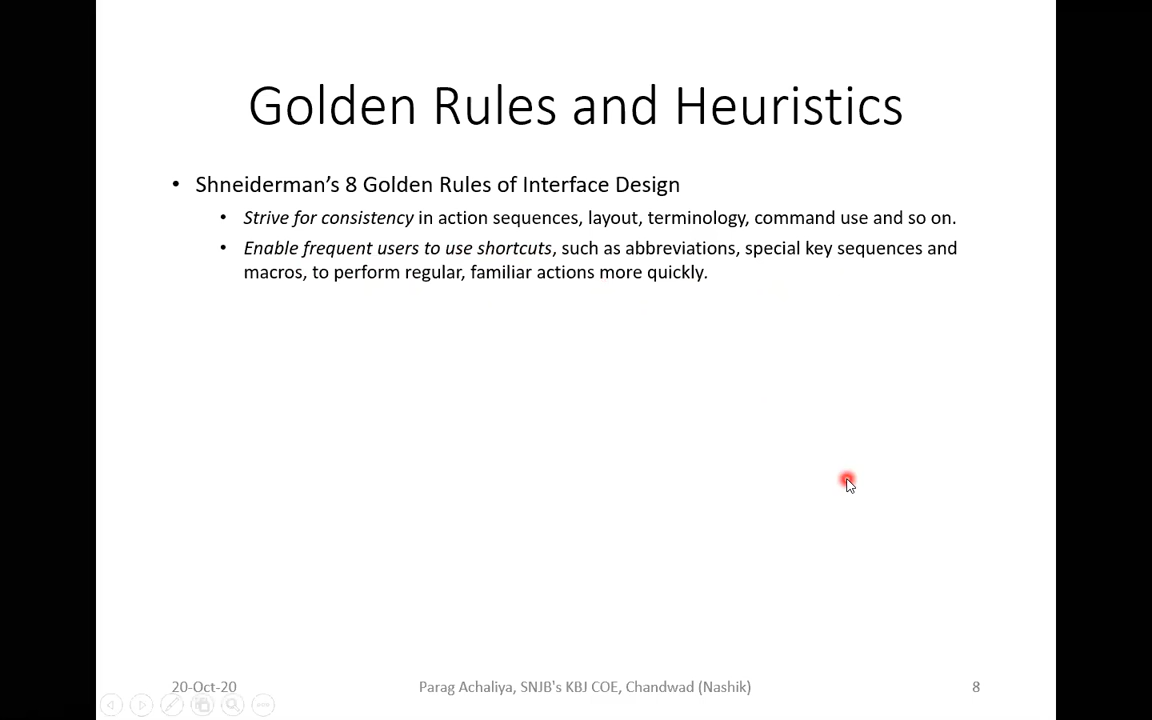 Golden Rules and Heuristics
• Shneiderman’s 8 Golden Rules of Interface Design
• Strive for consistency in action sequences, layout, terminology, command use and so on.
• Enable frequent users to use shortcuts, such as abbreviations, special key sequences and
macros, to perform regular, familiar actions more quickly.
20-Oct-20
Parag Achaliya, SNJB's KBJ COE, Chandwad (Nashik)
8